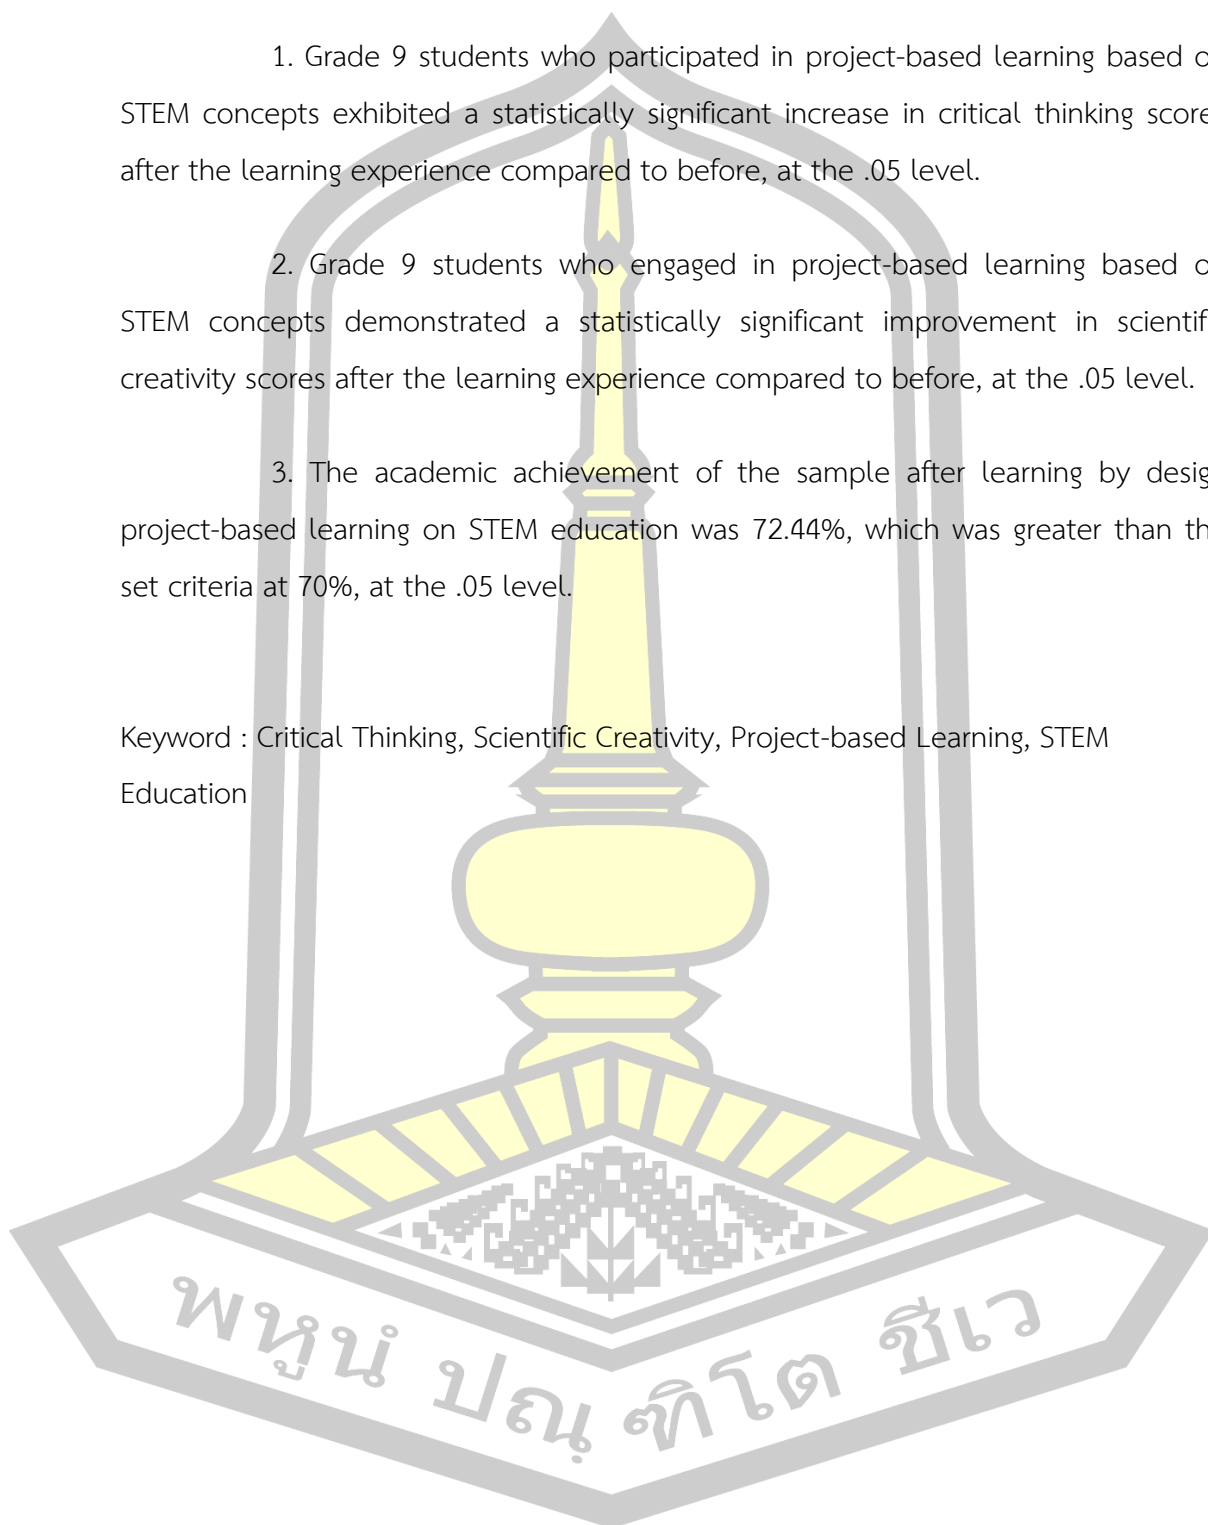 1. Grade 9 students who participated in project-based learning based o
STEM concepts exhibited a statistically significant increase in critical thinking score
after the learning experience compared to before, at the .05 level.
2. Grade 9 students who engaged in project-based learning based o
STEM concepts demonstrated a statistically significant improvement in scientif
creativity scores after the learning experience compared to before, at the .05 level.
3. The academic achievement of the sample after learning by desig
project-based learning on STEM education was 72.44%, which was greater than th
set criteria at 70%, at the .05 level.
Keyword : Critical Thinking, Scientific Creativity, Project-based Learning, STEM
Education
พหูนํ ปณฺฑิโต ชีเว